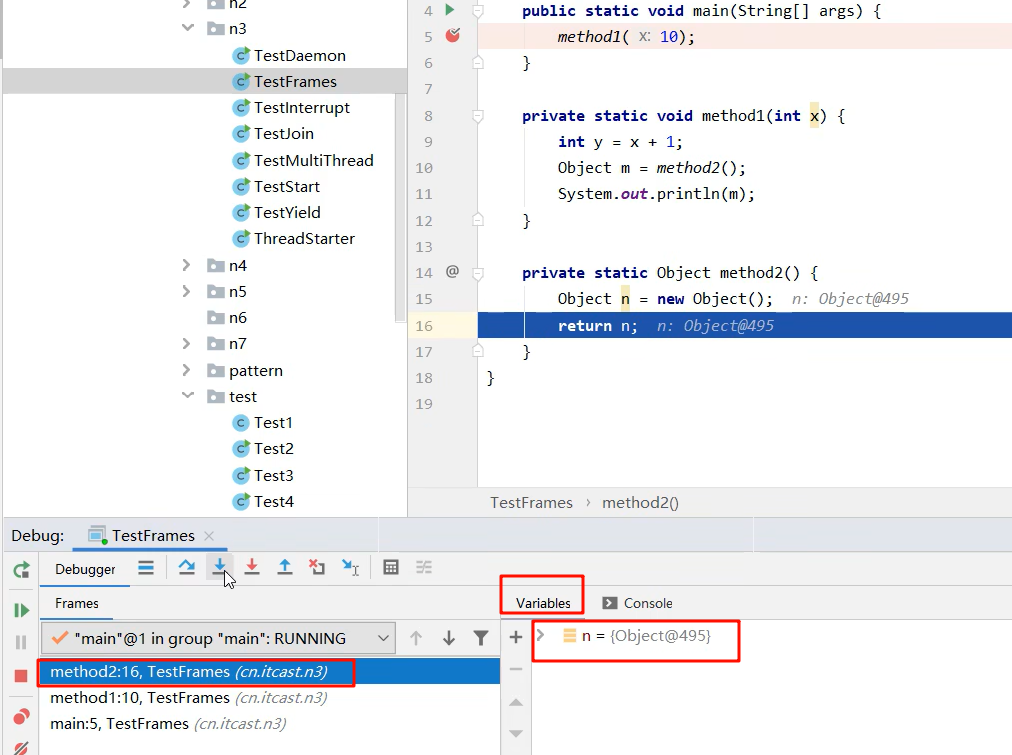 n2
n3
TestDaemon
TestFrames
TestInterrupt
TestJoin
TestMultiThread
TestStart
TestYield
ThreadStarter
n4
n5
n6
n7
pattern
test
Test1
Test2
Test3
Test4
4 public static void main(String[] args) {
5 method1( x: 10);
6 }
7
8 private static void method1(int x) {
9 int y = x + 1;
10 Object m = method2();
11 System.out.println(m);
12 }
13
14 @ private static Object method2() {
15 Object n = new Object(); n: Object@495
16 return n; n: Object@495
17 }
18 }
19
TestFrames › method2()
Debug: TestFrames
Debugger
Frames
Variables
Console
"main"@1 in group "main": RUNNING
n = {Object@495}
method2:16, TestFrames (cn.itcast.n3)
method1:10, TestFrames (cn.itcast.n3)
main:5, TestFrames (cn.itcast.n3)